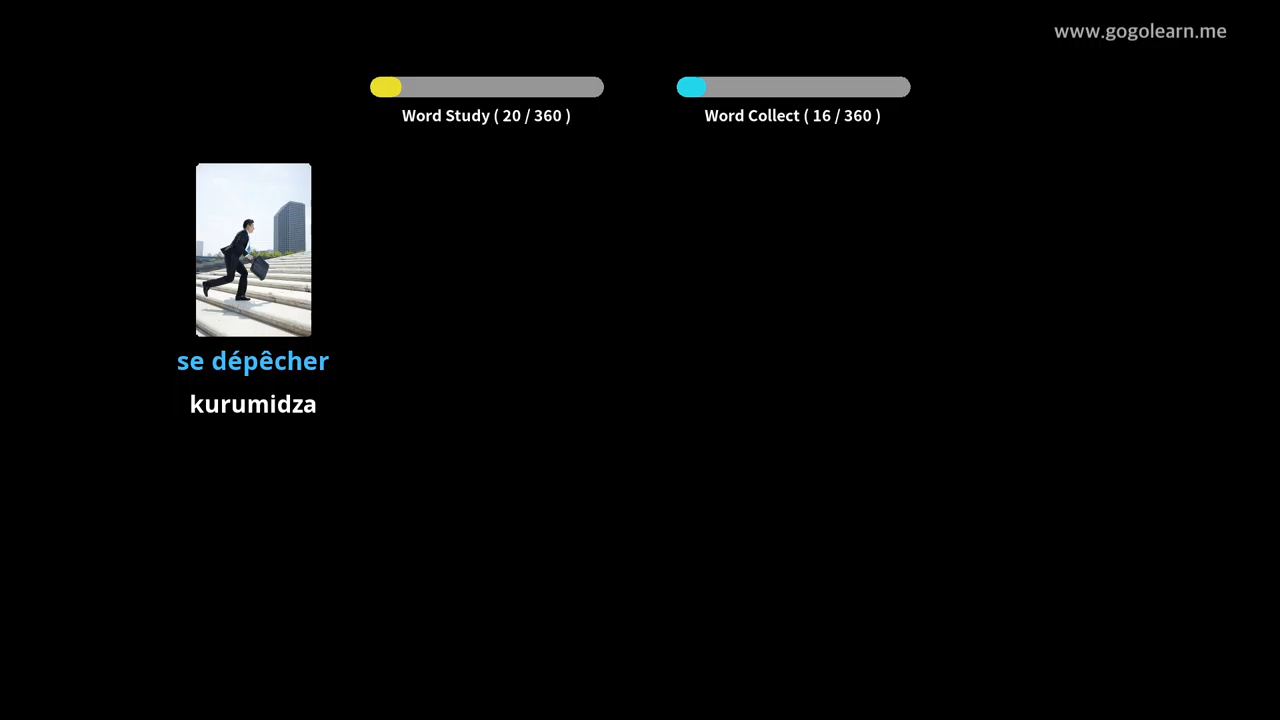 www.gogolearn.me
Word Study ( 20 / 360 )
Word Collect ( 16 / 360 )
se dépêcher
kurumidza